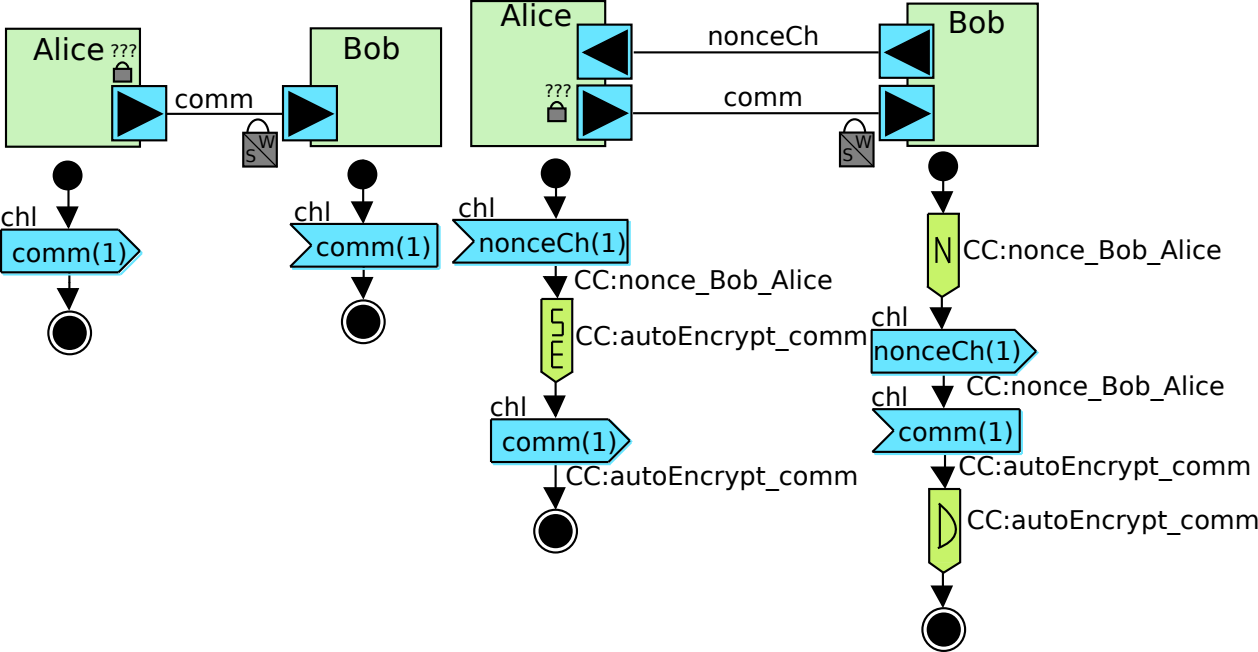 Alice
???
Bob
comm
S W
chl
comm(1)
chl
comm(1)
Alice
nonceCh
Bob
???
comm
S W
chl
nonceCh(1)
CC:nonce_Bob_Alice
SE
CC:autoEncrypt_comm
chl
comm(1)
CC:autoEncrypt_comm
N
CC:nonce_Bob_Alice
chl
nonceCh(1)
CC:nonce_Bob_Alice
chl
comm(1)
CC:autoEncrypt_comm
D
CC:autoEncrypt_comm